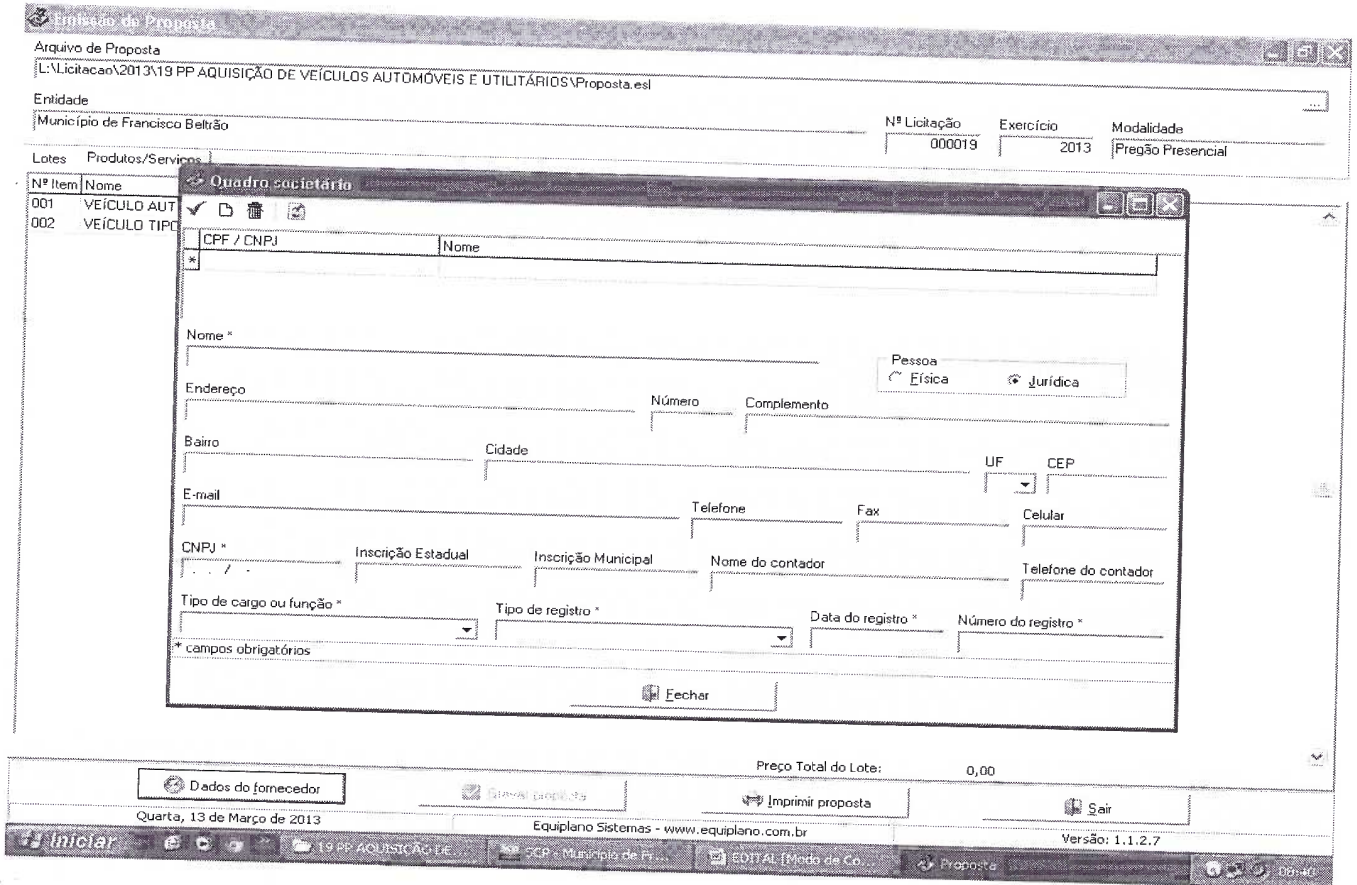 Emissão de Proposta
Arquivo de Proposta
L:\Licitacao\2013\19 PP AQUISIÇÃO DE VEÍCULOS AUTOMÓVEIS E UTILITÁRIOS\Proposta.esl
...
Entidade
Nº Licitação Exercício Modalidade
Município de Francisco Beltrão 000019 2013 Pregão Presencial
Lotes Produtos/Serviços
Nº Item Nome
001 VEÍCULO AUT
002 VEÍCULO TIPO
Quadro societário
CPF / CNPJ Nome
*
Nome *
Pessoa
Física Jurídica
Endereço Número Complemento
Bairro Cidade UF CEP
E-mail Telefone Fax Celular
CNPJ * Inscrição Estadual Inscrição Municipal Nome do contador Telefone do contador
. . / -
Tipo de cargo ou função * Tipo de registro * Data do registro * Número do registro *
* campos obrigatórios
Fechar
Preço Total do Lote: 0,00
Dados do fornecedor Gravar proposta Imprimir proposta Sair
Quarta, 13 de Março de 2013 Equiplano Sistemas - www.equiplano.com.br Versão: 1.1.2.7
Iniciar 19 PP AQUISIÇÃO DE ... SCP - Município de Fr... EDITAL [Modo de Co... Proposta 08:40